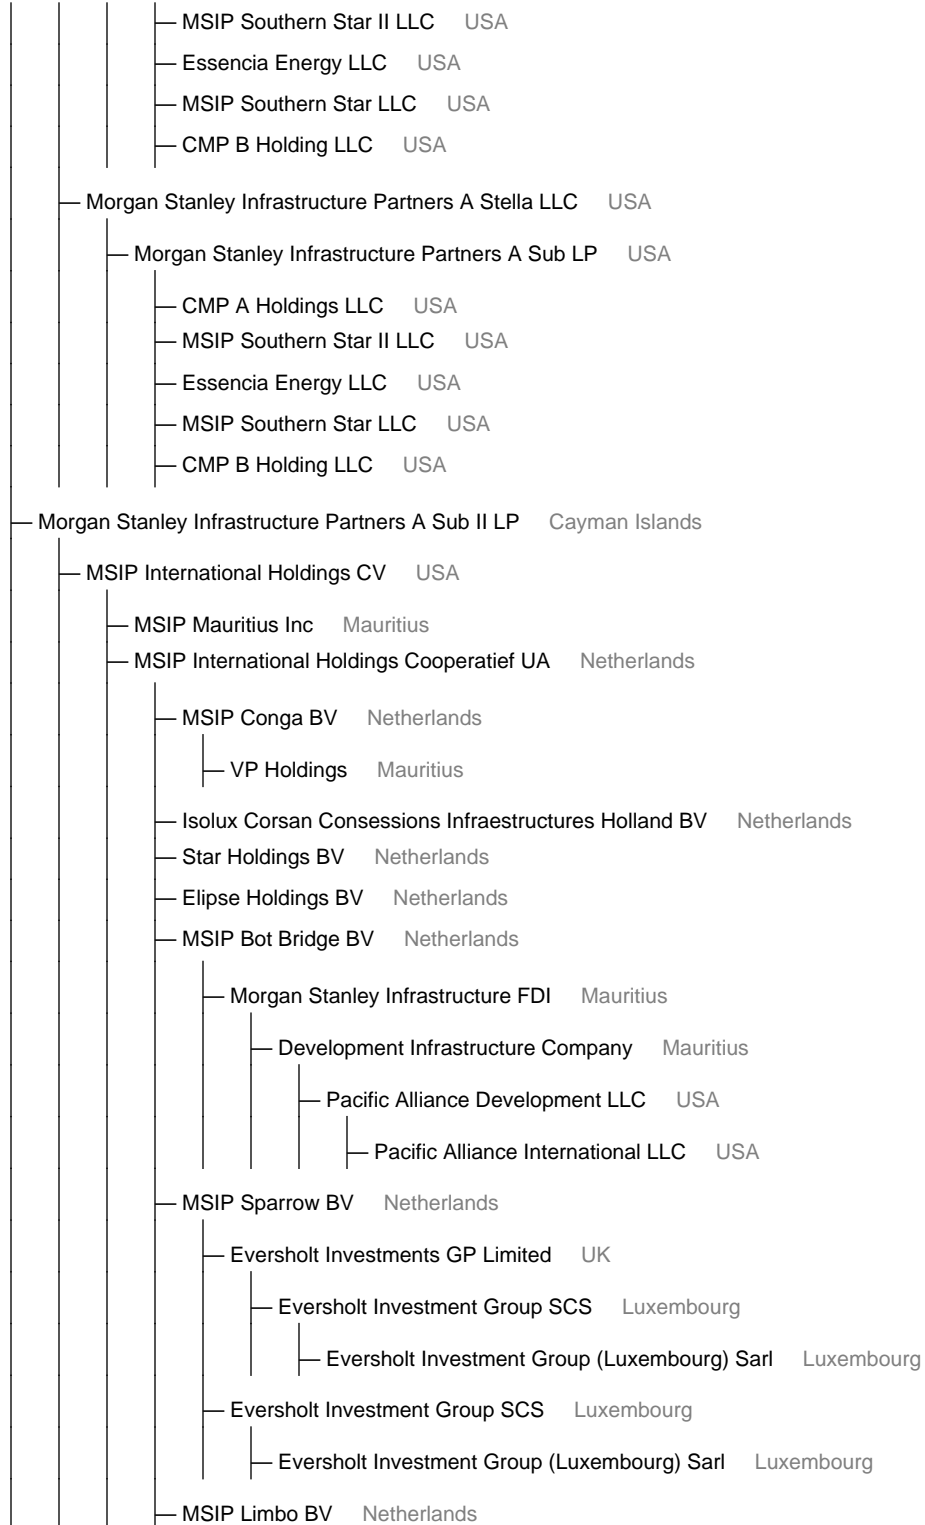 MSIP Southern Star II LLC USA
Essencia Energy LLC USA
MSIP Southern Star LLC USA
CMP B Holding LLC USA
Morgan Stanley Infrastructure Partners A Stella LLC USA
Morgan Stanley Infrastructure Partners A Sub LP USA
CMP A Holdings LLC USA
MSIP Southern Star II LLC USA
Essencia Energy LLC USA
MSIP Southern Star LLC USA
CMP B Holding LLC USA
Morgan Stanley Infrastructure Partners A Sub II LP Cayman Islands
MSIP International Holdings CV USA
MSIP Mauritius Inc Mauritius
MSIP International Holdings Cooperatief UA Netherlands
MSIP Conga BV Netherlands
VP Holdings Mauritius
Isolux Corsan Consessions Infraestructures Holland BV Netherlands
Star Holdings BV Netherlands
Elipse Holdings BV Netherlands
MSIP Bot Bridge BV Netherlands
Morgan Stanley Infrastructure FDI Mauritius
Development Infrastructure Company Mauritius
Pacific Alliance Development LLC USA
Pacific Alliance International LLC USA
MSIP Sparrow BV Netherlands
Eversholt Investments GP Limited UK
Eversholt Investment Group SCS Luxembourg
Eversholt Investment Group (Luxembourg) Sarl Luxembourg
Eversholt Investment Group SCS Luxembourg
Eversholt Investment Group (Luxembourg) Sarl Luxembourg
MSIP Limbo BV Netherlands